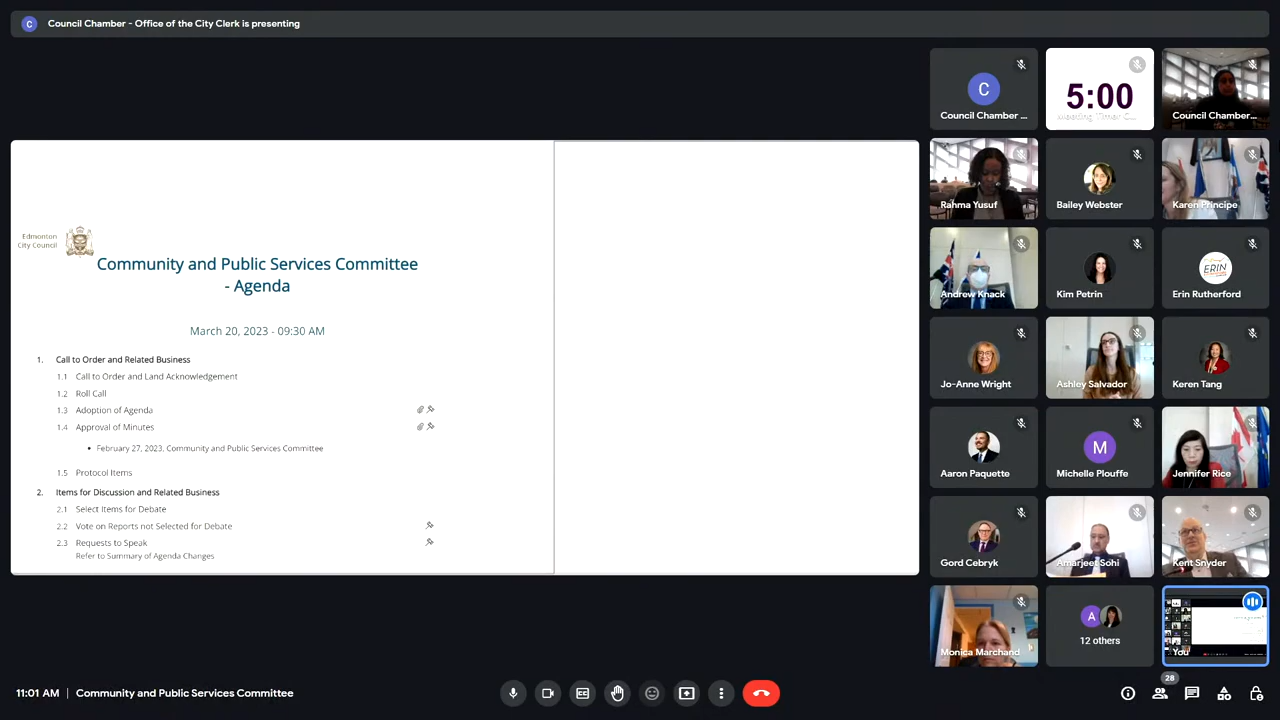 C Council Chamber - Office of the City Clerk is presenting
C
Council Chamber ...
5:00
Council Chamber...
Rahma Yusuf
Bailey Webster
Karen Principe
Andrew Knack
Kim Petrin
ERIN
Erin Rutherford
Jo-Anne Wright
Ashley Salvador
Keren Tang
Aaron Paquette
M
Michelle Plouffe
Jennifer Rice
Gord Cebryk
Amarjeet Sohi
Kent Snyder
Monica Marchand
A
12 others
You
Edmonton
City Council
Community and Public Services Committee
- Agenda
March 20, 2023 - 09:30 AM
1. Call to Order and Related Business
1.1 Call to Order and Land Acknowledgement
1.2 Roll Call
1.3 Adoption of Agenda
1.4 Approval of Minutes
• February 27, 2023, Community and Public Services Committee
1.5 Protocol Items
2. Items for Discussion and Related Business
2.1 Select Items for Debate
2.2 Vote on Reports not Selected for Debate
2.3 Requests to Speak
Refer to Summary of Agenda Changes
11:01 AM | Community and Public Services Committee
28